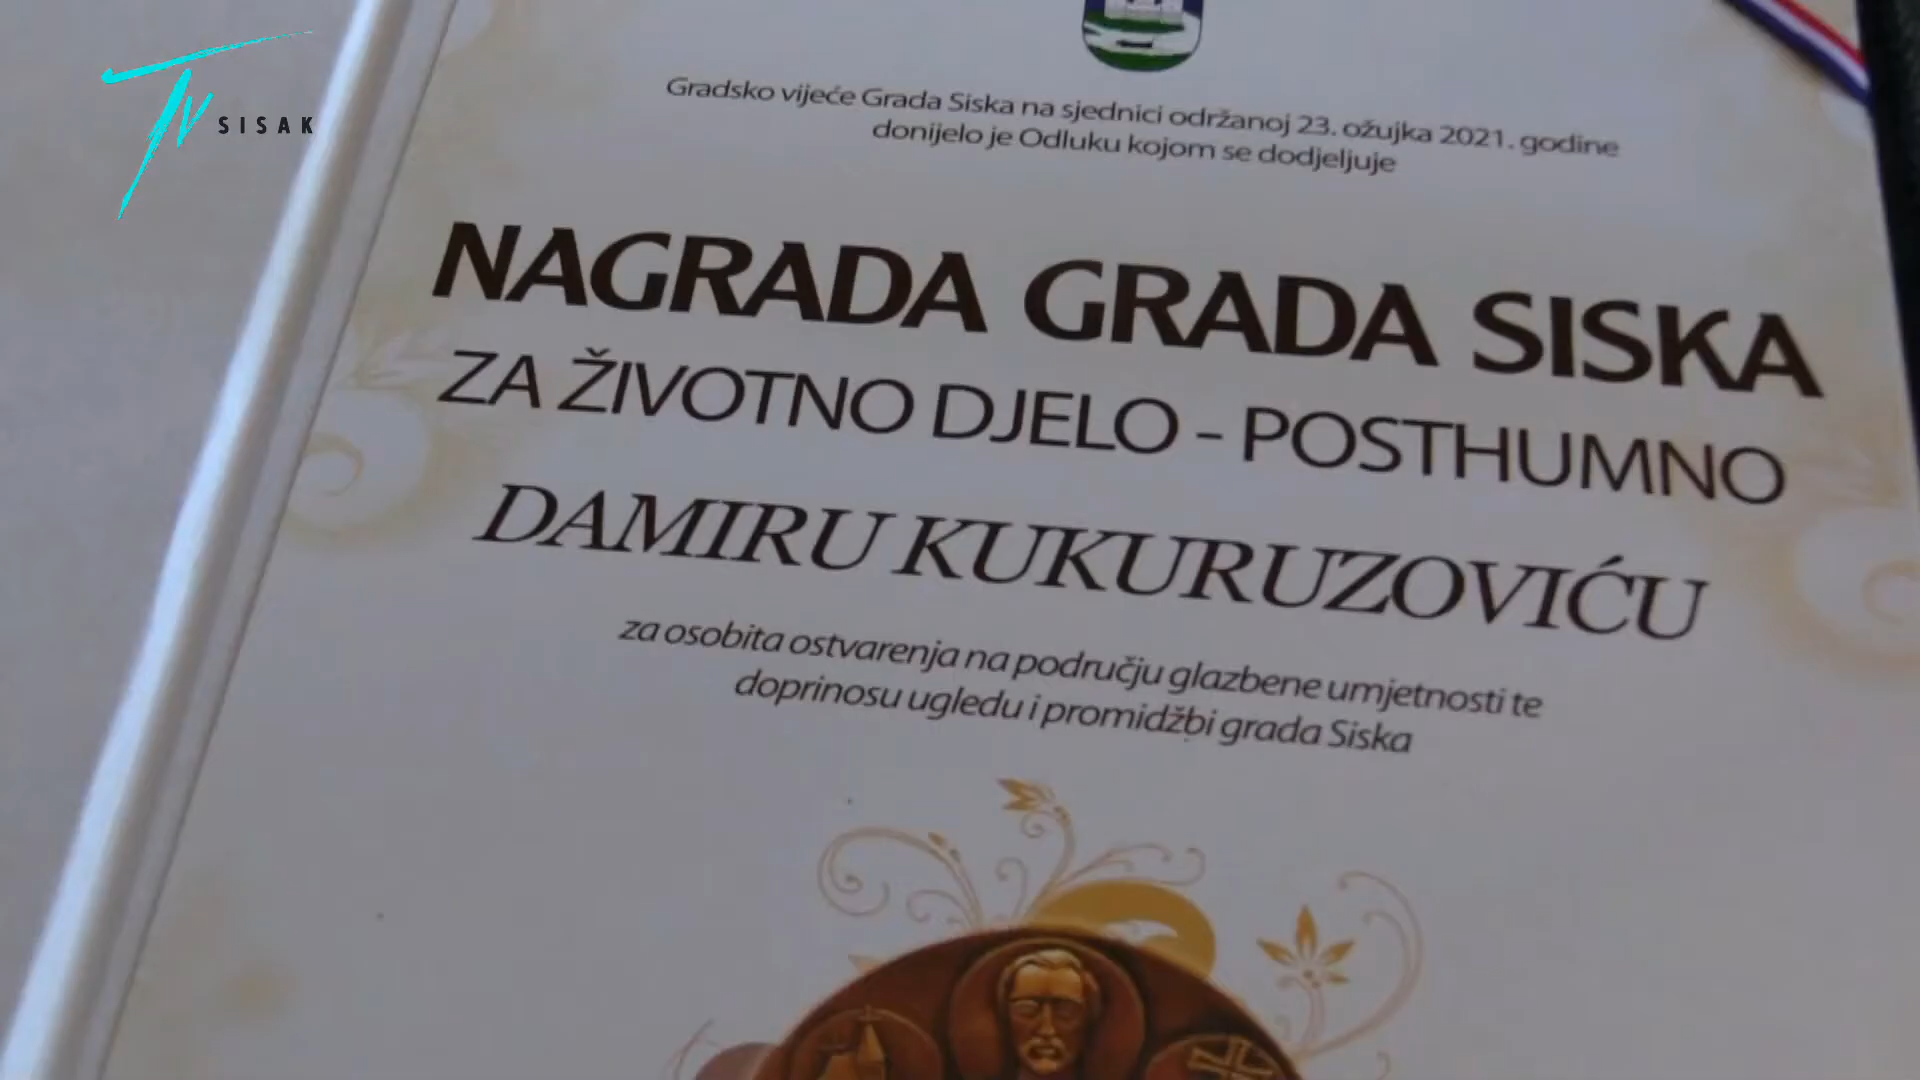 TV SISAK
Gradsko vijeće Grada Siska na sjednici održanoj 23. ožujka 2021. godine
donijelo je Odluku kojom se dodjeljuje
NAGRADA GRADA SISKA
ZA ŽIVOTNO DJELO - POSTHUMNO
DAMIRU KUKURUZOVIĆU
za osobita ostvarenja na području glazbene umjetnosti te
doprinosu ugledu i promidžbi grada Siska